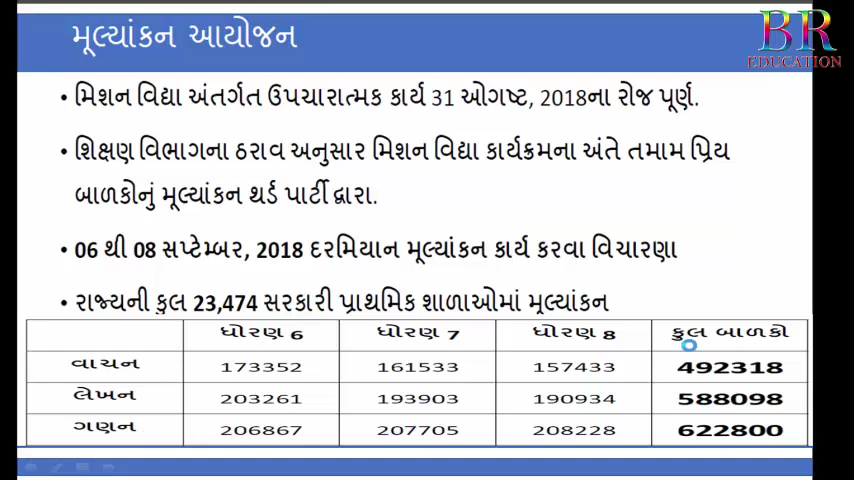 મૂલ્યાંકન આયોજન
BR
EDUCATION
• મિશન વિદ્યા અંતર્ગત ઉપચારાત્મક કાર્ય 31 ઓગષ્ટ, 2018ના રોજ પૂર્ણ.
• શિક્ષણ વિભાગના ઠરાવ અનુસાર મિશન વિદ્યા કાર્યક્રમના અંતે તમામ પ્રિય
બાળકોનું મૂલ્યાંકન થર્ડ પાર્ટી દ્વારા.
• 06 થી 08 સપ્ટેમ્બર, 2018 દરમિયાન મૂલ્યાંકન કાર્ય કરવા વિચારણા
• રાજ્યની કુલ 23,474 સરકારી પ્રાથમિક શાળાઓમાં મૂલ્યાંકન
ધોરણ 6 ધોરણ 7 ધોરણ 8 કુલ બાળકો
વાચન 173352 161533 157433 492318
લેખન 203261 193903 190934 588098
ગણન 206867 207705 208228 622800